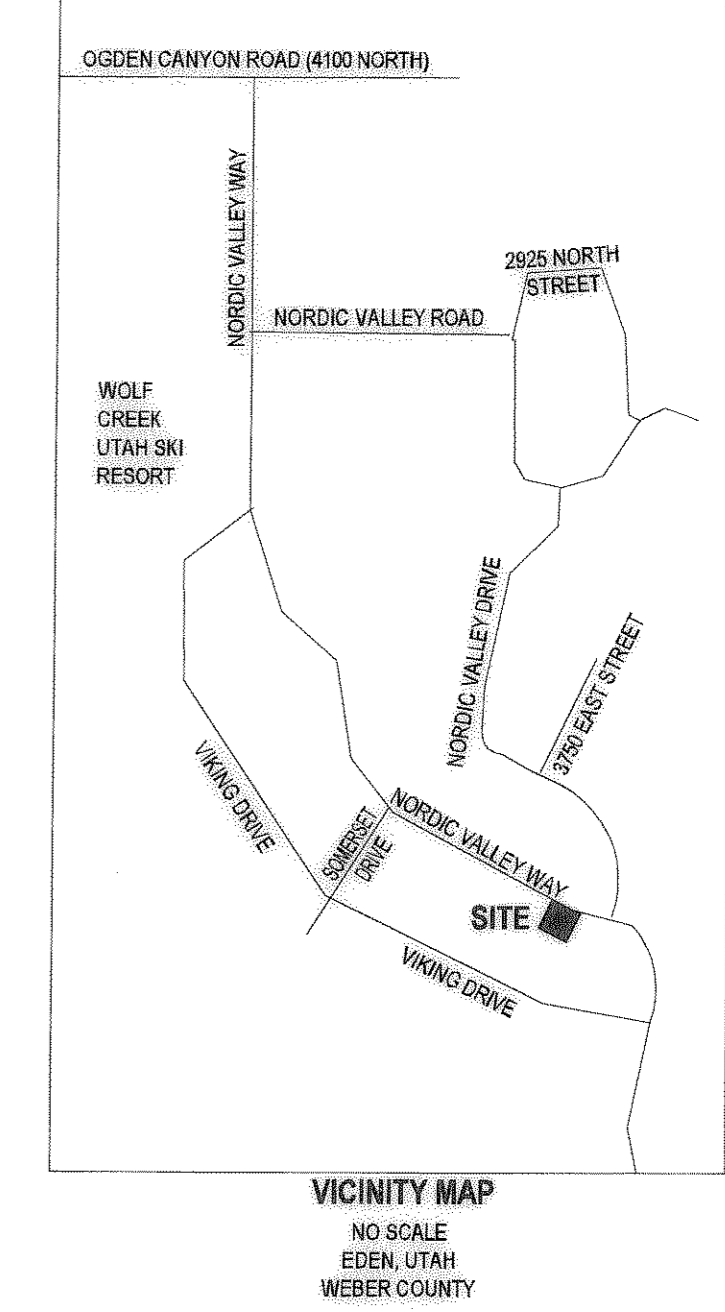 OGDEN CANYON ROAD (4100 NORTH)
NORDIC VALLEY WAY
2925 NORTH
STREET
NORDIC VALLEY ROAD
WOLF
CREEK
UTAH SKI
RESORT
NORDIC VALLEY DRIVE
3750 EAST STREET
VIKING DRIVE
SOMERSET
DRIVE
NORDIC VALLEY WAY
SITE
VIKING DRIVE
VICINITY MAP
NO SCALE
EDEN, UTAH
WEBER COUNTY